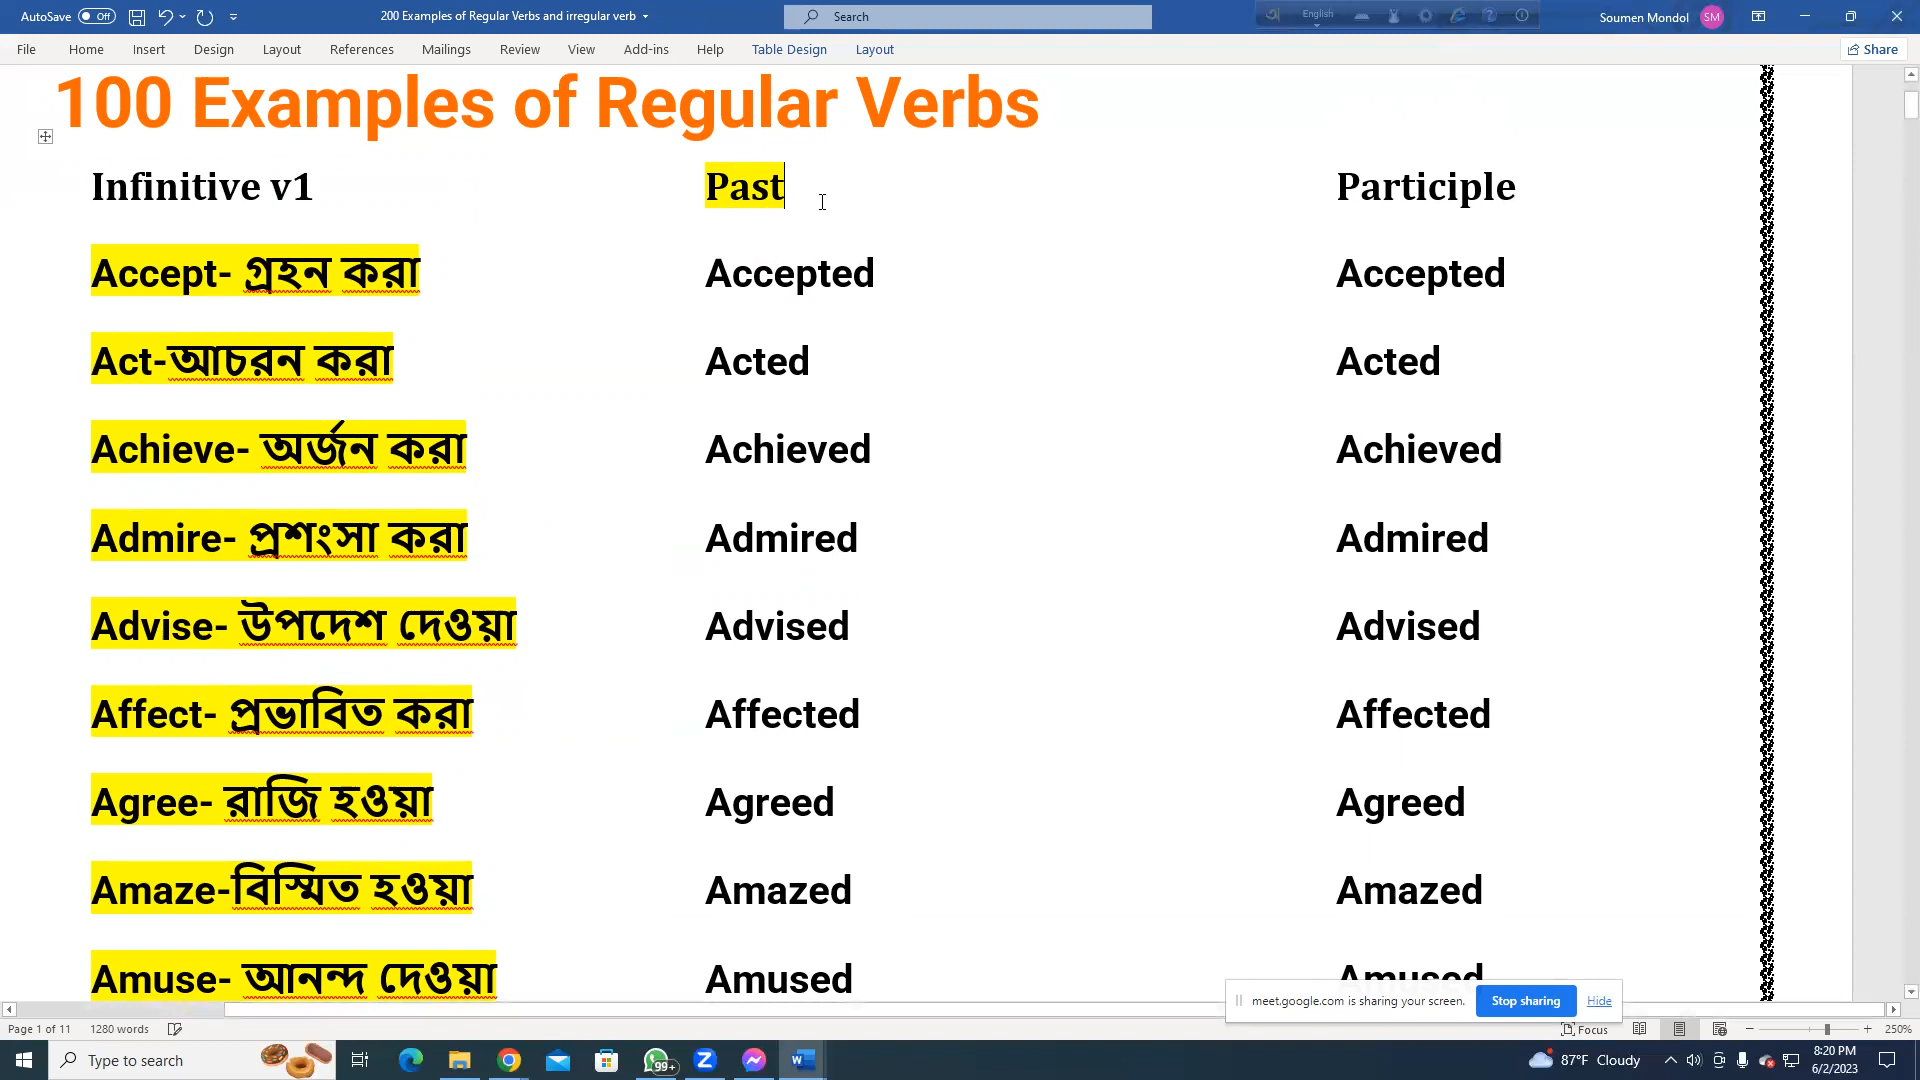 AutoSave Off 200 Examples of Regular Verbs and irregular verb Search English Soumen Mondol SM
File Home Insert Design Layout References Mailings Review View Add-ins Help Table Design Layout Share
100 Examples of Regular Verbs
Infinitive v1 Past Participle
Accept- গ্রহন করা Accepted Accepted
Act-আচরন করা Acted Acted
Achieve- অর্জন করা Achieved Achieved
Admire- প্রশংসা করা Admired Admired
Advise- উপদেশ দেওয়া Advised Advised
Affect- প্রভাবিত করা Affected Affected
Agree- রাজি হওয়া Agreed Agreed
Amaze-বিস্মিত হওয়া Amazed Amazed
Amuse- আনন্দ দেওয়া Amused Amused
meet.google.com is sharing your screen. Stop sharing Hide
Page 1 of 11 1280 words Focus 250%
Type to search 99+ 87°F Cloudy 8:20 PM
6/2/2023